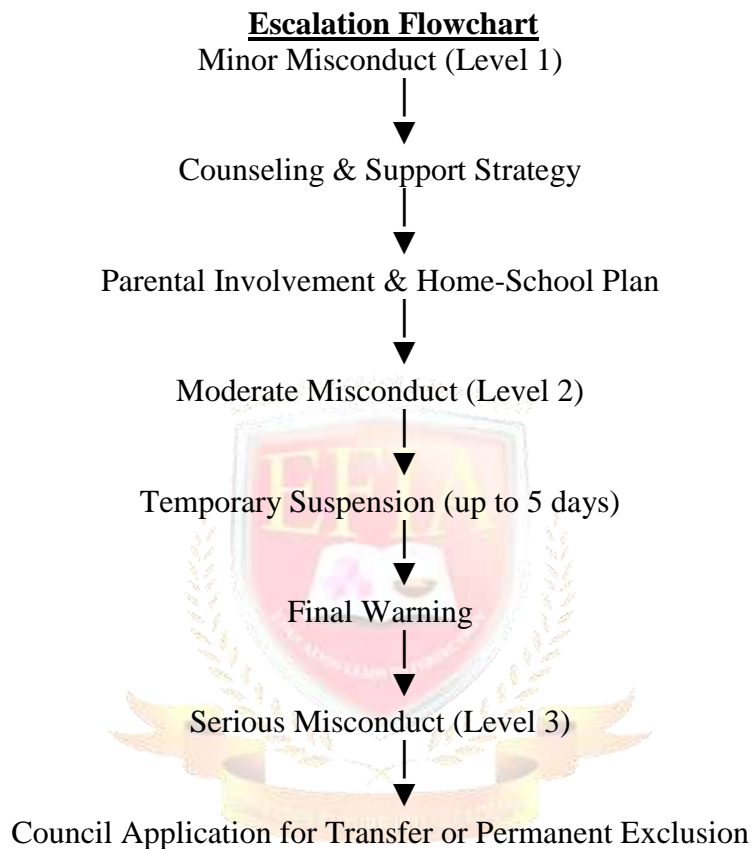 Escalation Flowchart
Minor Misconduct (Level 1)
Counseling & Support Strategy
Parental Involvement & Home-School Plan
Moderate Misconduct (Level 2)
Temporary Suspension (up to 5 days)
EFIA
Final Warning
Serious Misconduct (Level 3)
Council Application for Transfer or Permanent Exclusion